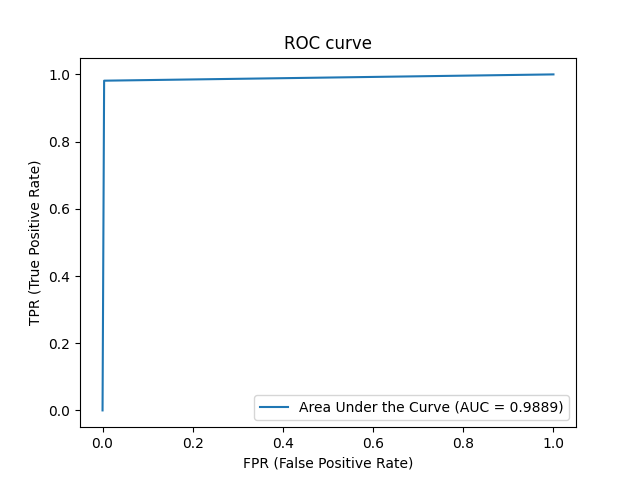 ROC curve
TPR (True Positive Rate)
1.0
0.8
0.6
0.4
0.2
0.0
Area Under the Curve (AUC = 0.9889)
0.0 0.2 0.4 0.6 0.8 1.0
FPR (False Positive Rate)